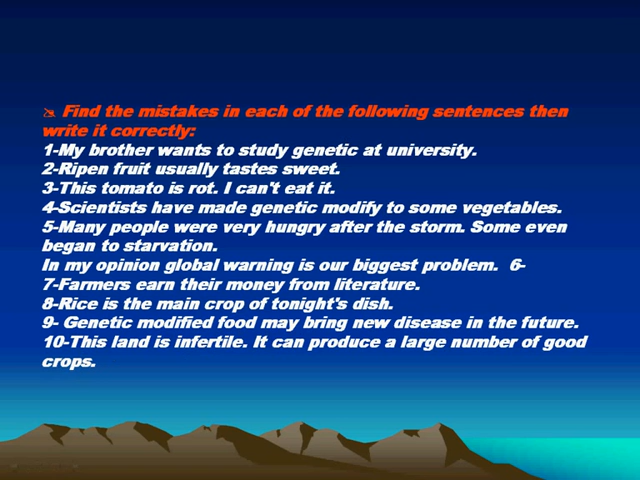 Find the mistakes in each of the following sentences then
write it correctly:
1-My brother wants to study genetic at university.
2-Ripen fruit usually tastes sweet.
3-This tomato is rot. I can't eat it.
4-Scientists have made genetic modify to some vegetables.
5-Many people were very hungry after the storm. Some even
began to starvation.
In my opinion global warning is our biggest problem.  6-
7-Farmers earn their money from literature.
8-Rice is the main crop of tonight's dish.
9- Genetic modified food may bring new disease in the future.
10-This land is infertile. It can produce a large number of good
crops.